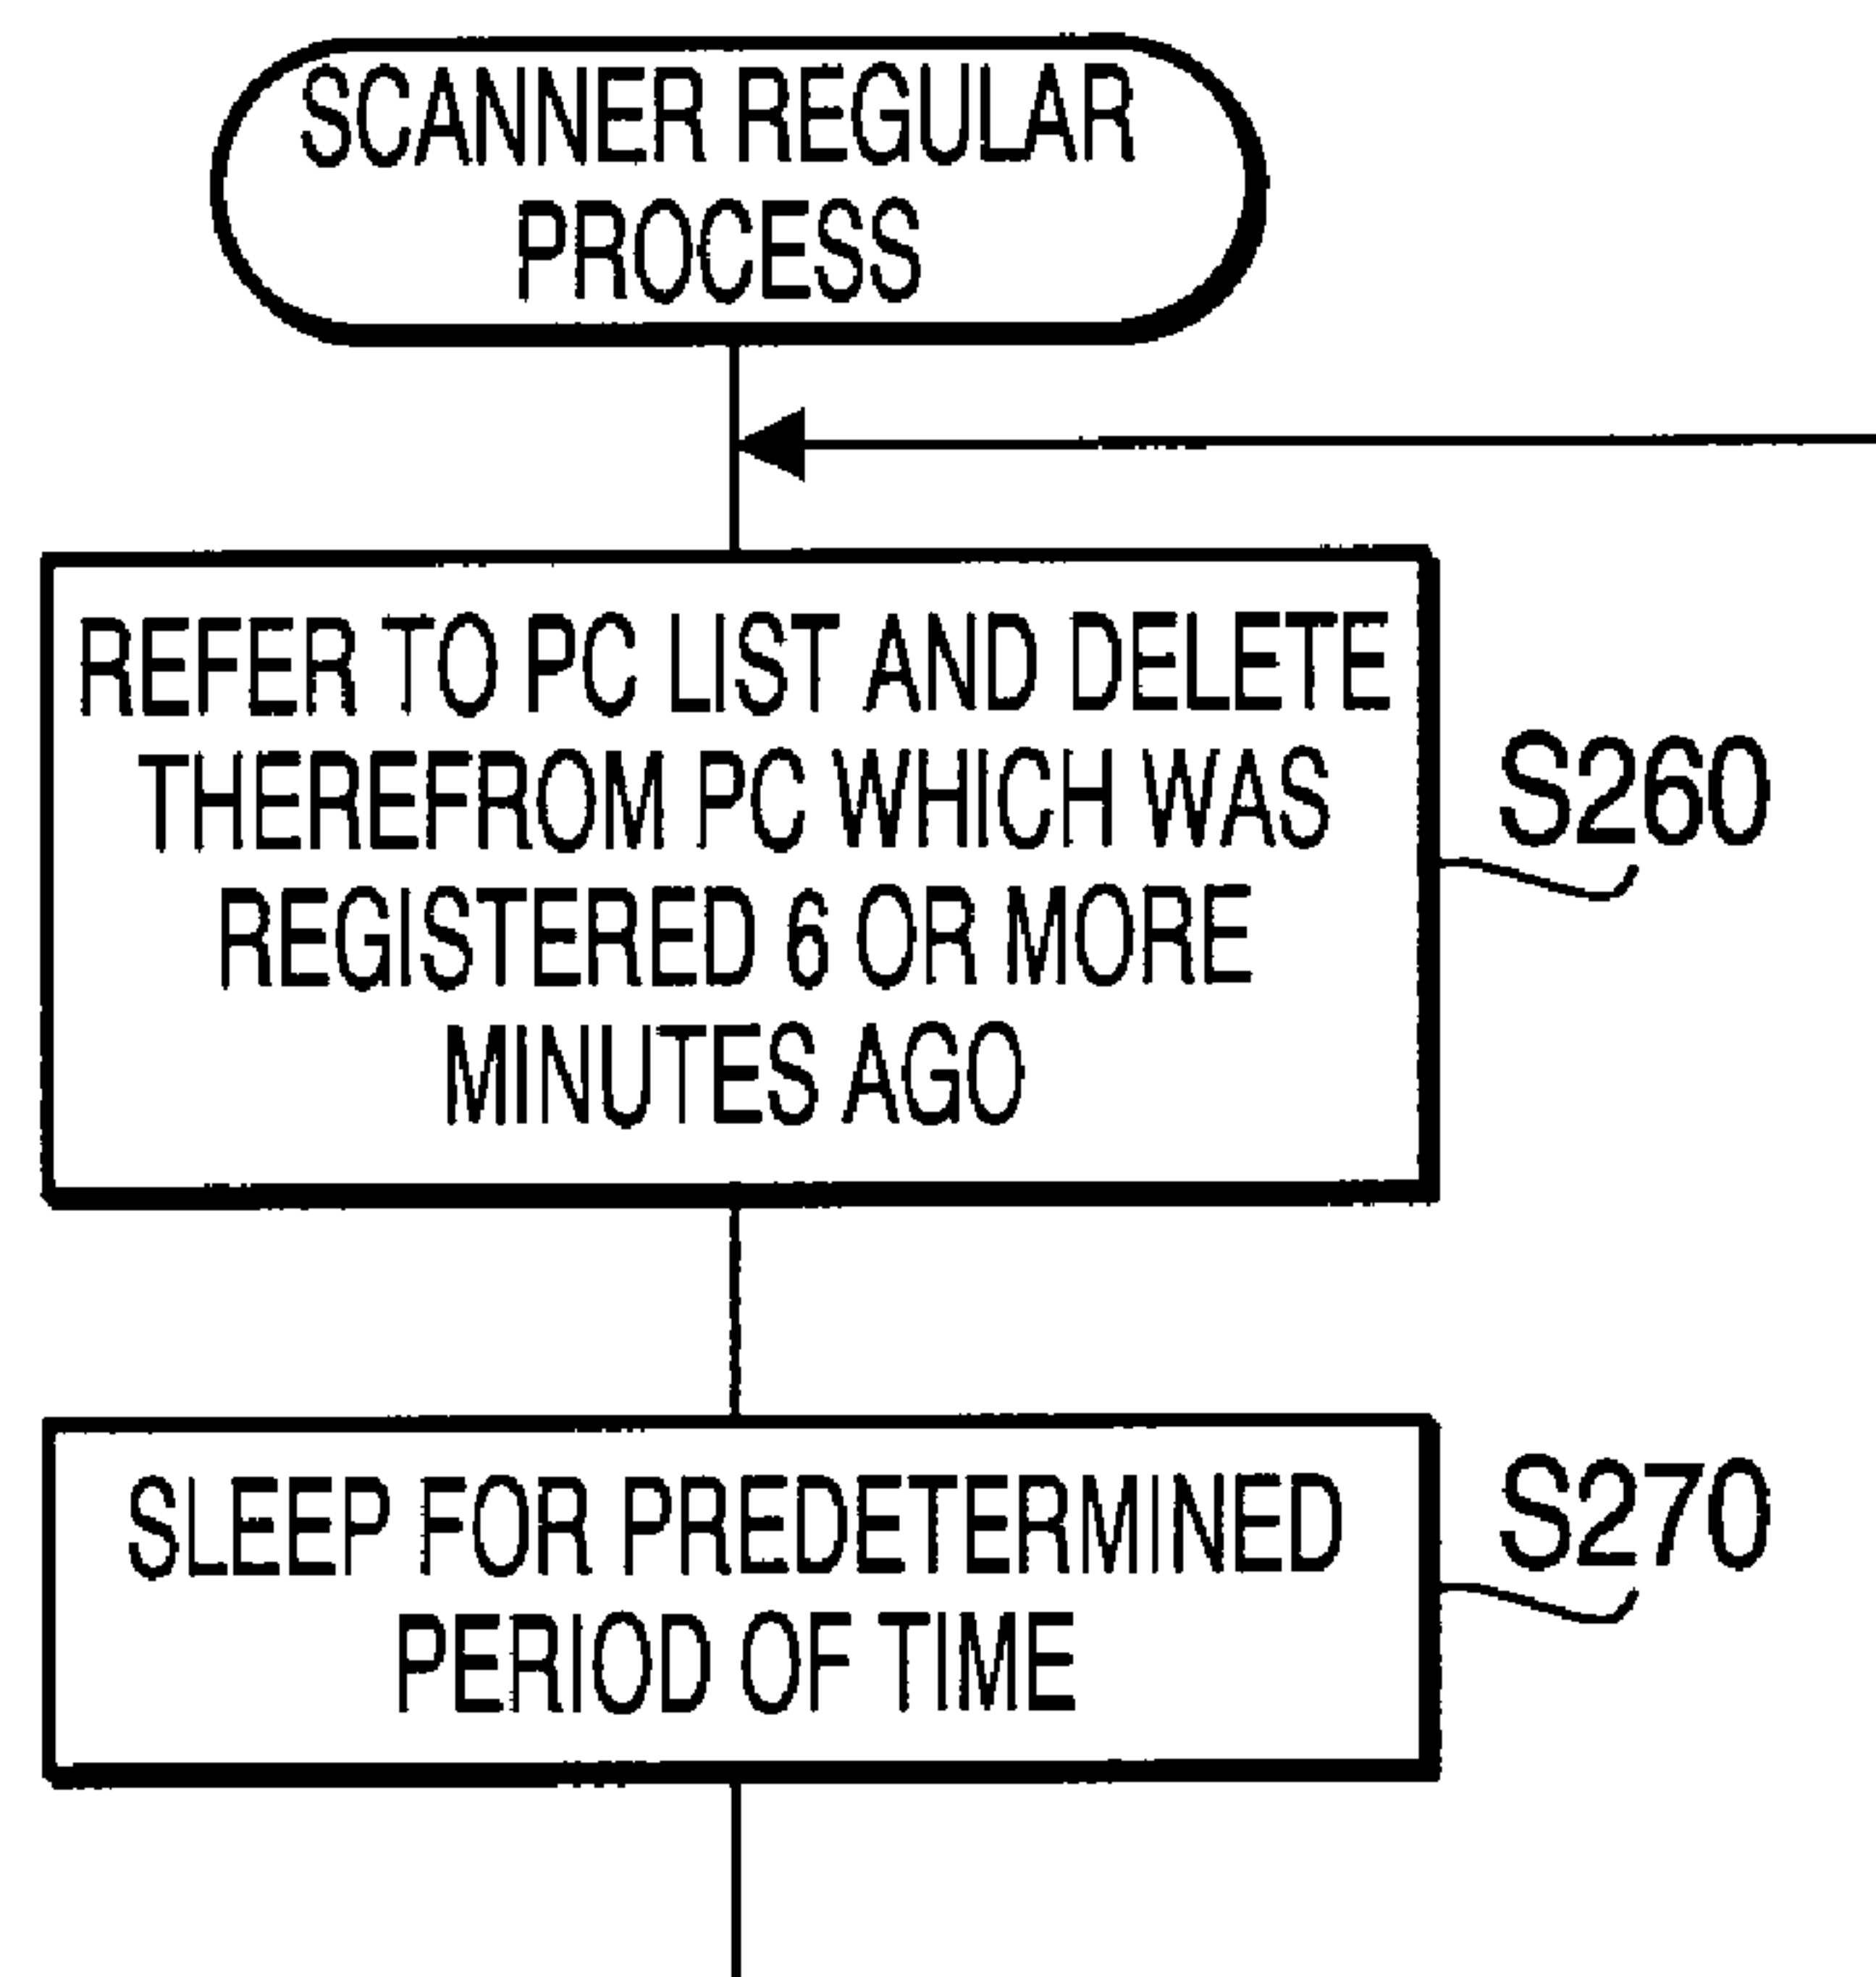 SCANNER REGULAR
PROCESS
REFER TO PC LIST AND DELETE
THEREFROM PC WHICH WAS
REGISTERED 6 OR MORE
MINUTES AGO
S260
SLEEP FOR PREDETERMINED
PERIOD OF TIME
S270